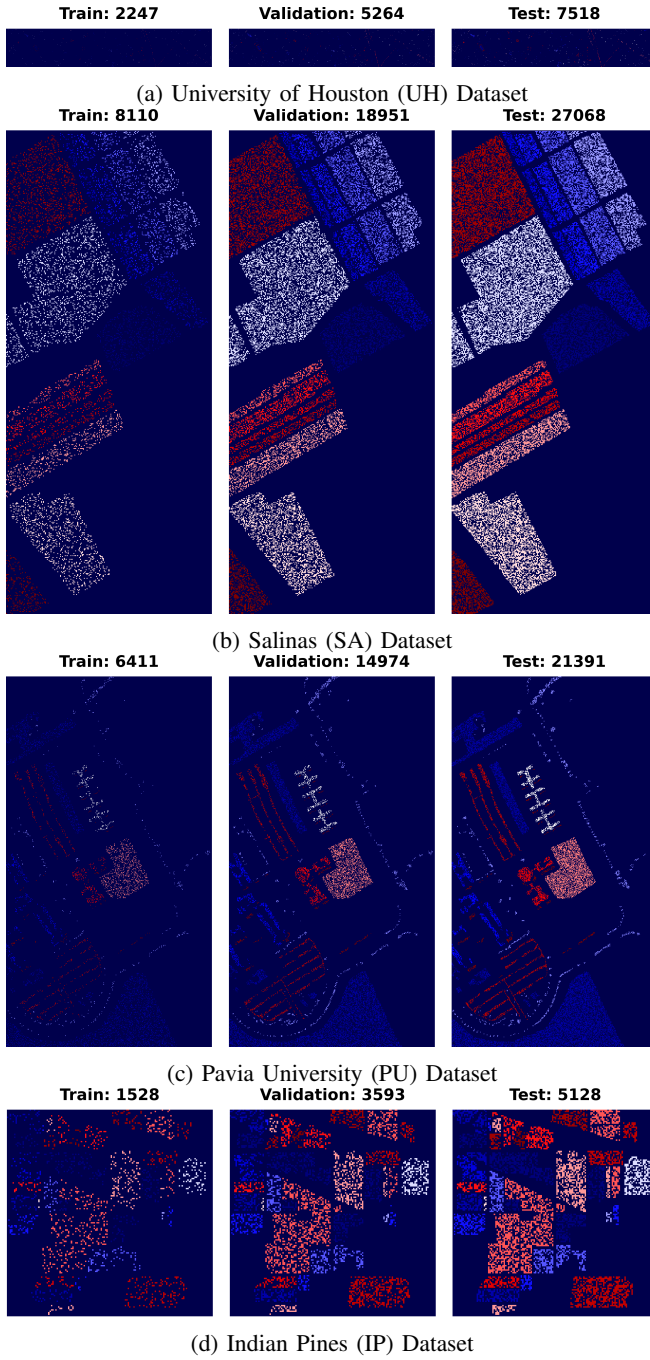 Train: 2247 Validation: 5264 Test: 7518
(a) University of Houston (UH) Dataset
Train: 8110 Validation: 18951 Test: 27068
(b) Salinas (SA) Dataset
Train: 6411 Validation: 14974 Test: 21391
(c) Pavia University (PU) Dataset
Train: 1528 Validation: 3593 Test: 5128
(d) Indian Pines (IP) Dataset